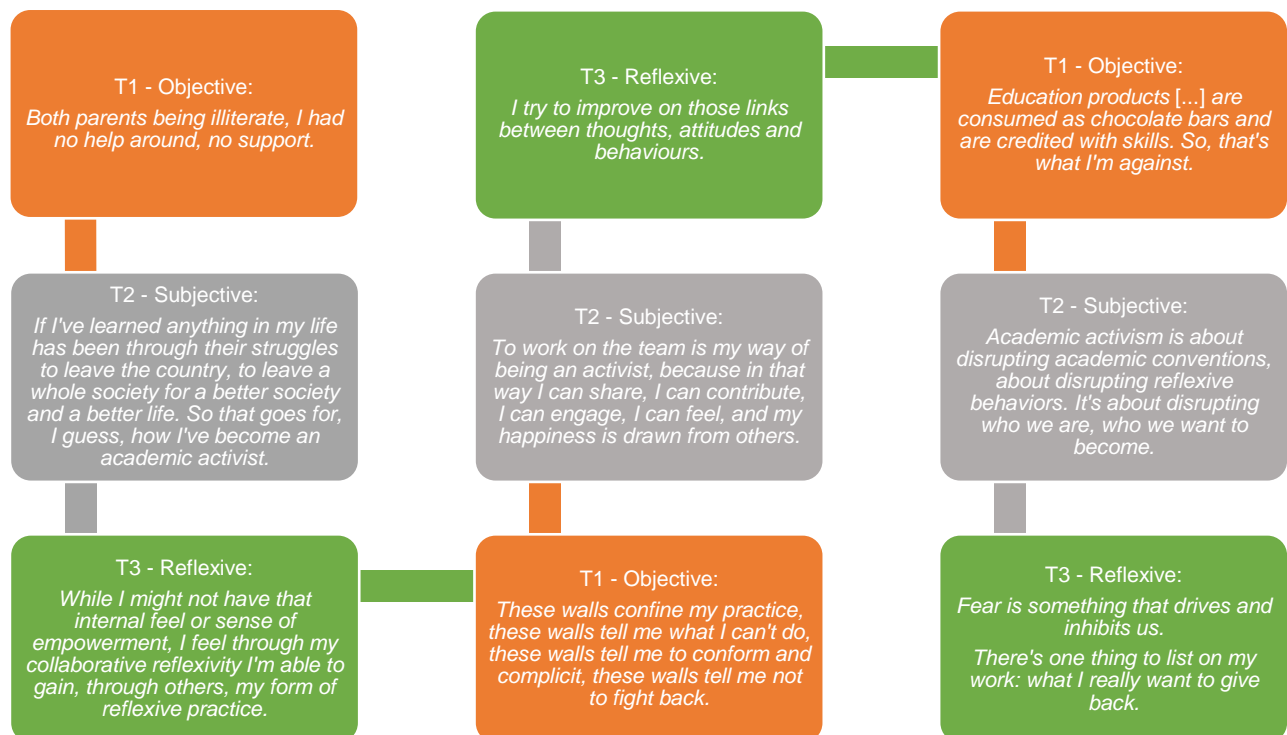 T1 - Objective:
Both parents being illiterate, I had
no help around, no support.
T2 - Subjective:
If I've learned anything in my life
has been through their struggles
to leave the country, to leave a
whole society for a better society
and a better life. So that goes for,
I guess, how I've become an
academic activist.
T3 - Reflexive:
While I might not have that
internal feel or sense of
empowerment, I feel through my
collaborative reflexivity I'm able to
gain, through others, my form of
reflexive practice.
T1 - Objective:
These walls confine my practice,
these walls tell me what I can't do,
these walls tell me to conform and
complicit, these walls tell me not
to fight back.
T2 - Subjective:
To work on the team is my way of
being an activist, because in that
way I can share, I can contribute,
I can engage, I can feel, and my
happiness is drawn from others.
T3 - Reflexive:
I try to improve on those links
between thoughts, attitudes and
behaviours.
T1 - Objective:
Education products [...] are
consumed as chocolate bars and
are credited with skills. So, that's
what I'm against.
T2 - Subjective:
Academic activism is about
disrupting academic conventions,
about disrupting reflexive
behaviors. It's about disrupting
who we are, who we want to
become.
T3 - Reflexive:
Fear is something that drives and
inhibits us.
There's one thing to list on my
work: what I really want to give
back.